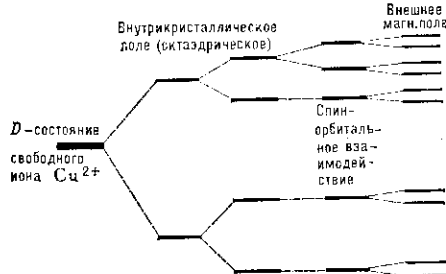 Внутрикристаллическое
поле (октаэдрическое)
Внешнее
магн. поле
D-состояние
свободного
иона Cu²⁺
Спин-
орбиталь-
ное вза-
имодей-
ствие